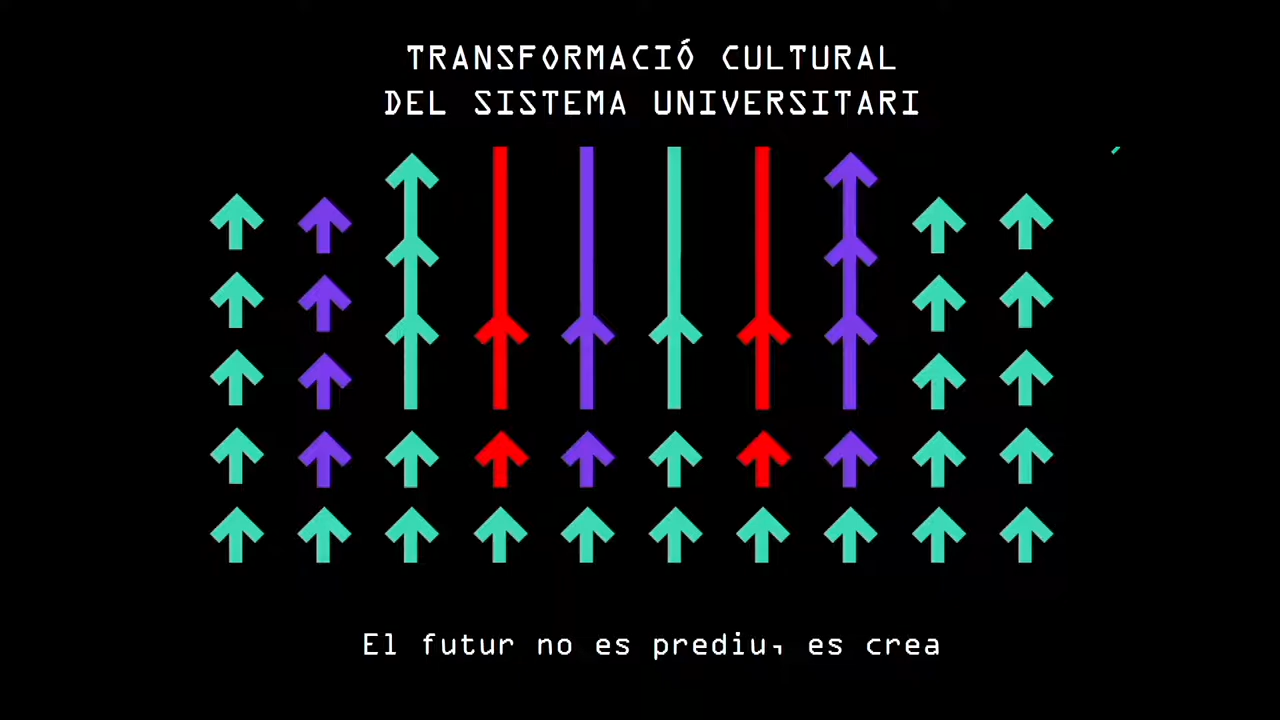 TRANSFORMACIÓ CULTURAL
DEL SISTEMA UNIVERSITARI
El futur no es prediu, es crea